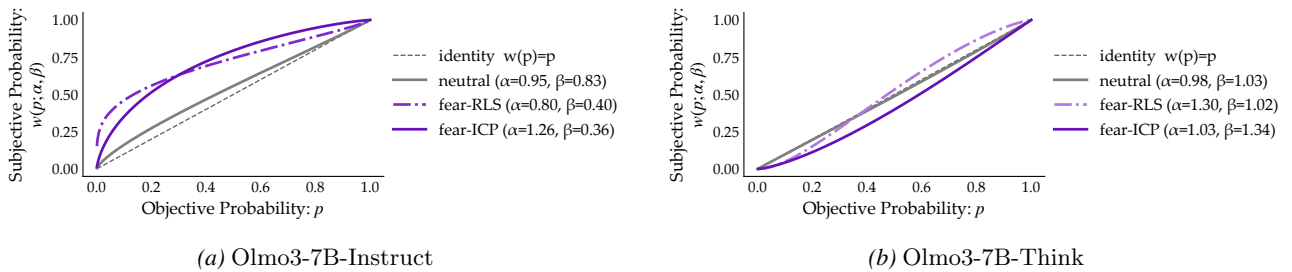 Subjective Probability:
w(p; α, β)
1.00
0.75
0.50
0.25
0.00
0.0 0.2 0.4 0.6 0.8 1.0
Objective Probability: p
identity w(p)=p
neutral (α=0.95, β=0.83)
fear-RLS (α=0.80, β=0.40)
fear-ICP (α=1.26, β=0.36)
(a) Olmo3-7B-Instruct
Subjective Probability:
w(p; α, β)
1.00
0.75
0.50
0.25
0.00
0.0 0.2 0.4 0.6 0.8 1.0
Objective Probability: p
identity w(p)=p
neutral (α=0.98, β=1.03)
fear-RLS (α=1.30, β=1.02)
fear-ICP (α=1.03, β=1.34)
(b) Olmo3-7B-Think